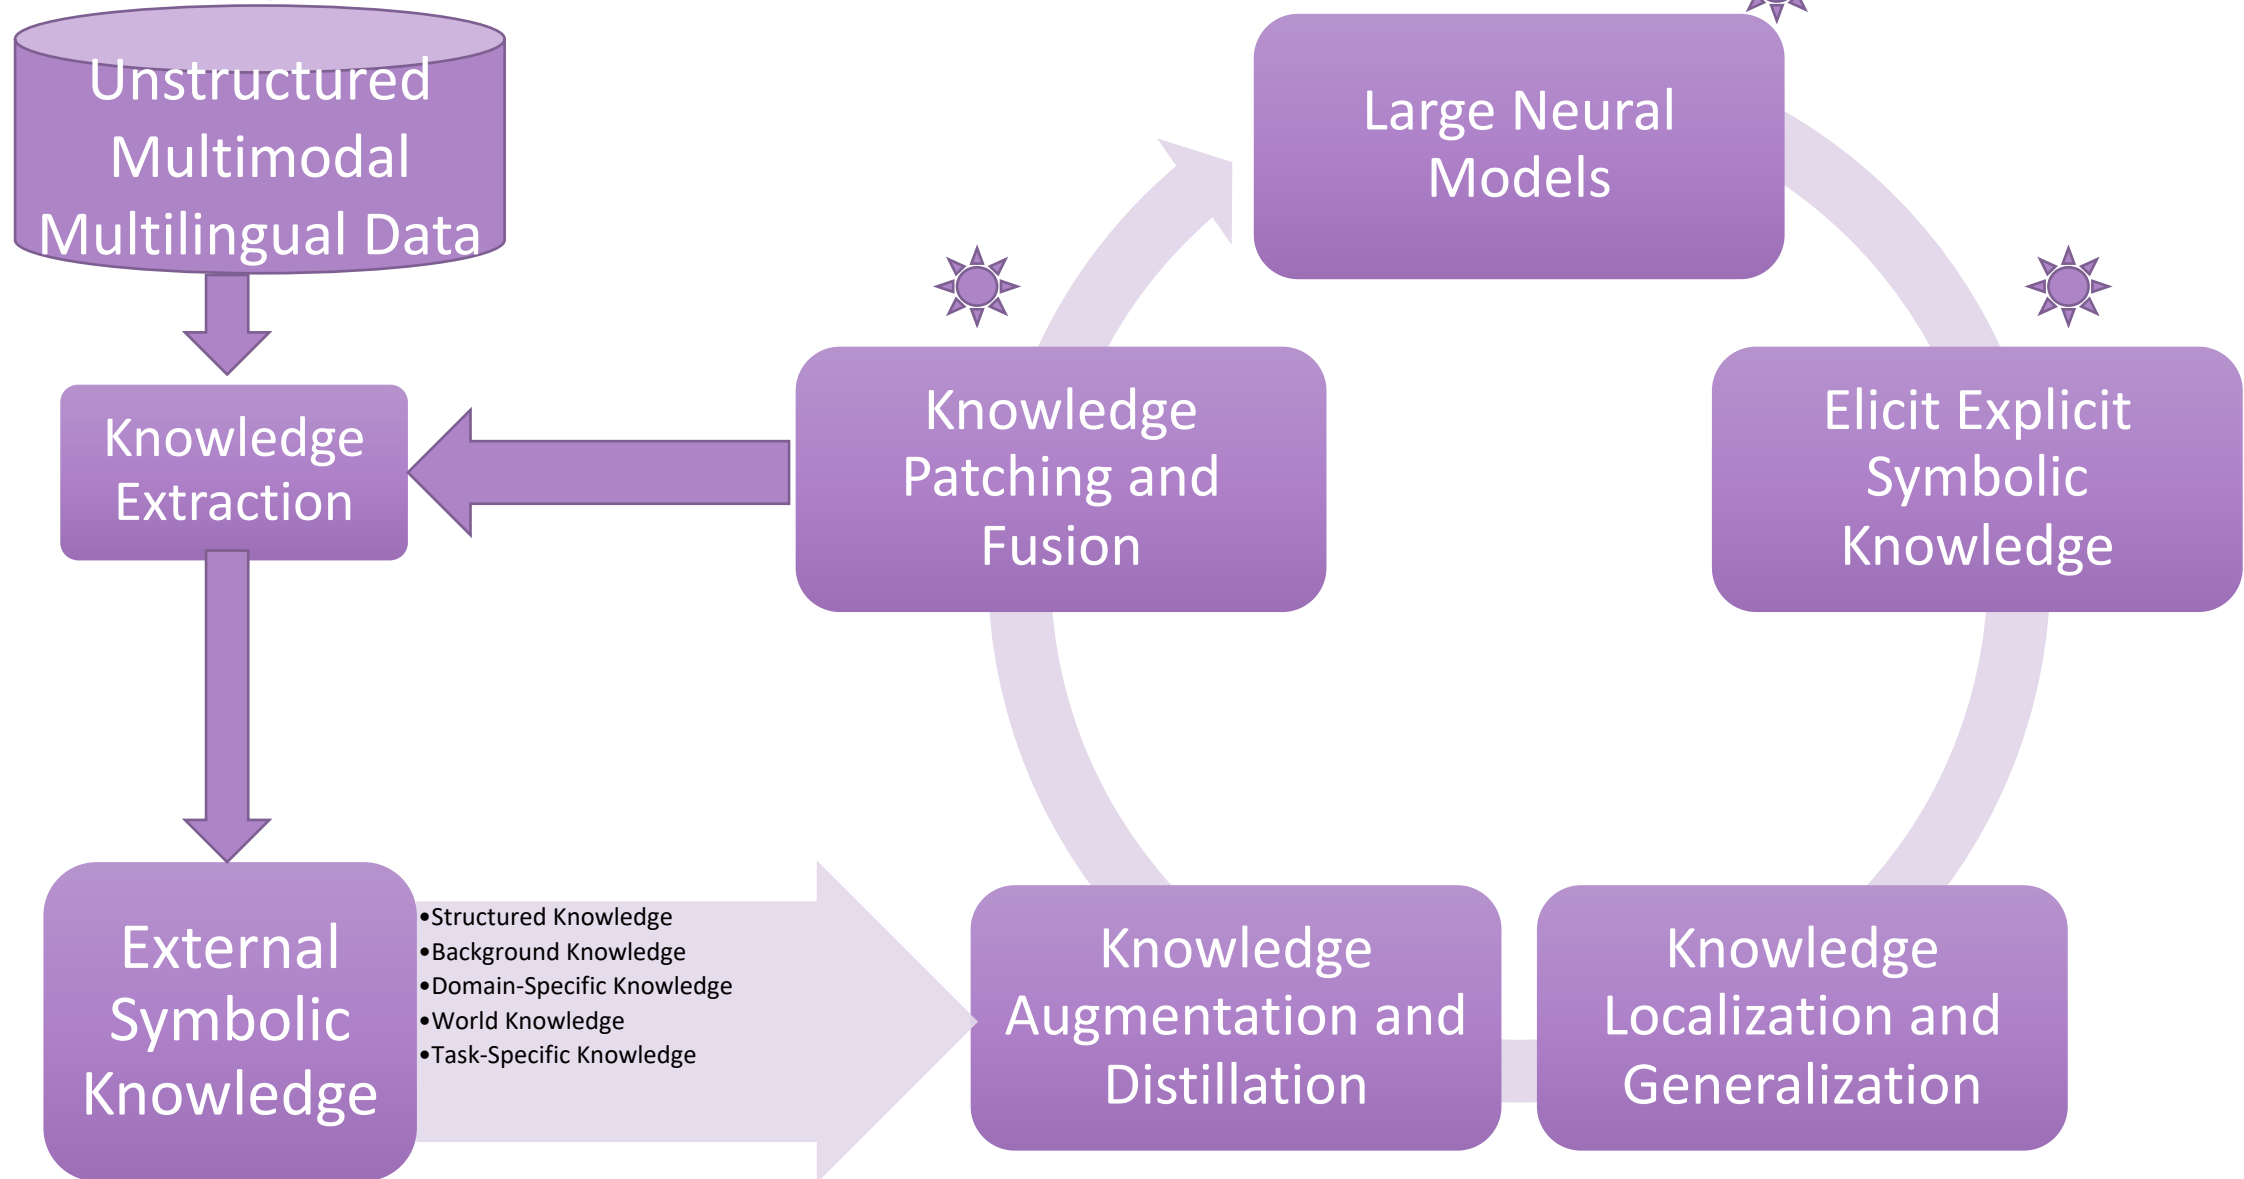 Unstructured
Multimodal
Multilingual Data
Large Neural
Models
Knowledge
Extraction
Knowledge
Patching and
Fusion
Elicit Explicit
Symbolic
Knowledge
External
Symbolic
Knowledge
•Structured Knowledge
•Background Knowledge
•Domain-Specific Knowledge
•World Knowledge
•Task-Specific Knowledge
Knowledge
Augmentation and
Distillation
Knowledge
Localization and
Generalization